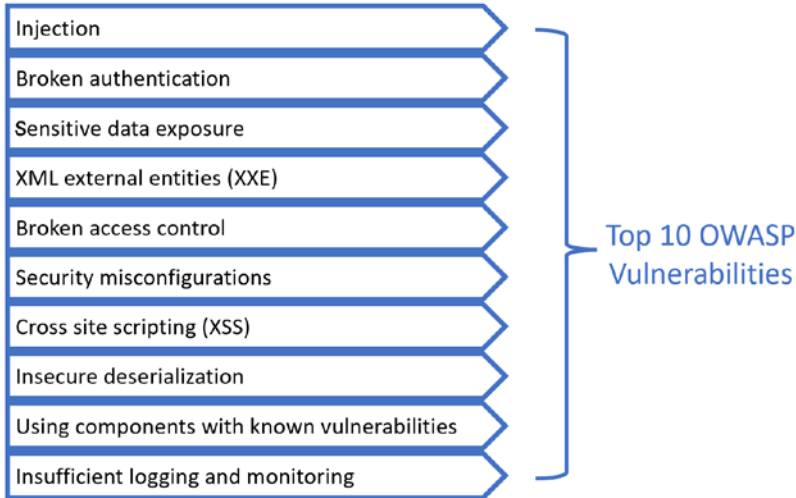 Injection
Broken authentication
Sensitive data exposure
XML external entities (XXE)
Broken access control
Security misconfigurations
Cross site scripting (XSS)
Insecure deserialization
Using components with known vulnerabilities
Insufficient logging and monitoring
Top 10 OWASP
Vulnerabilities